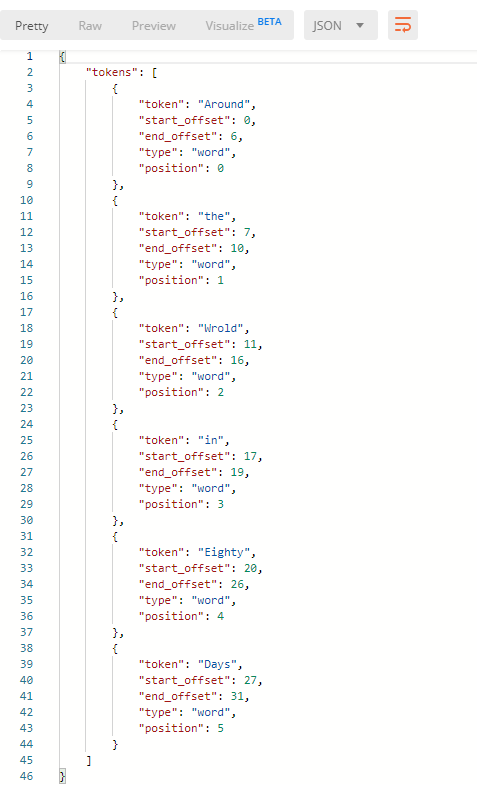 Pretty Raw Preview Visualize BETA JSON
1 {
2 "tokens": [
3 {
4 "token": "Around",
5 "start_offset": 0,
6 "end_offset": 6,
7 "type": "word",
8 "position": 0
9 },
10 {
11 "token": "the",
12 "start_offset": 7,
13 "end_offset": 10,
14 "type": "word",
15 "position": 1
16 },
17 {
18 "token": "Wrold",
19 "start_offset": 11,
20 "end_offset": 16,
21 "type": "word",
22 "position": 2
23 },
24 {
25 "token": "in",
26 "start_offset": 17,
27 "end_offset": 19,
28 "type": "word",
29 "position": 3
30 },
31 {
32 "token": "Eighty",
33 "start_offset": 20,
34 "end_offset": 26,
35 "type": "word",
36 "position": 4
37 },
38 {
39 "token": "Days",
40 "start_offset": 27,
41 "end_offset": 31,
42 "type": "word",
43 "position": 5
44 }
45 ]
46 }